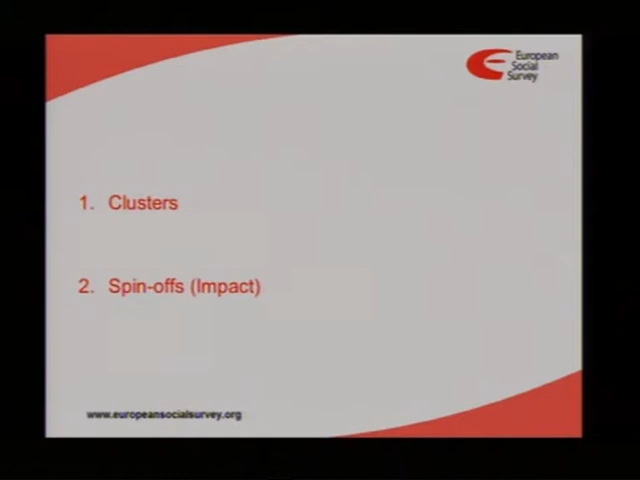 European
Social
Survey
1. Clusters
2. Spin-offs (Impact)
www.europeansocialsurvey.org